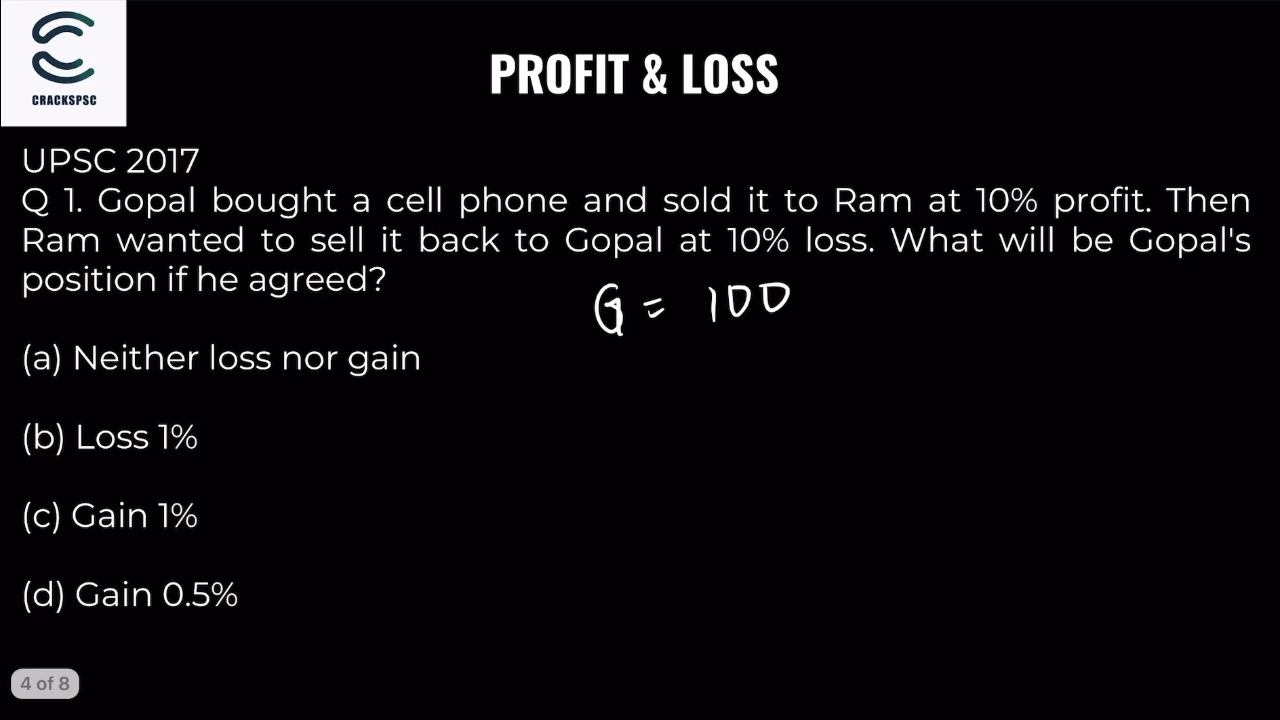 CRACKSPSC
PROFIT & LOSS
UPSC 2017
Q 1. Gopal bought a cell phone and sold it to Ram at 10% profit. Then
Ram wanted to sell it back to Gopal at 10% loss. What will be Gopal's
position if he agreed?
G = 100
(a) Neither loss nor gain
(b) Loss 1%
(c) Gain 1%
(d) Gain 0.5%
4 of 8